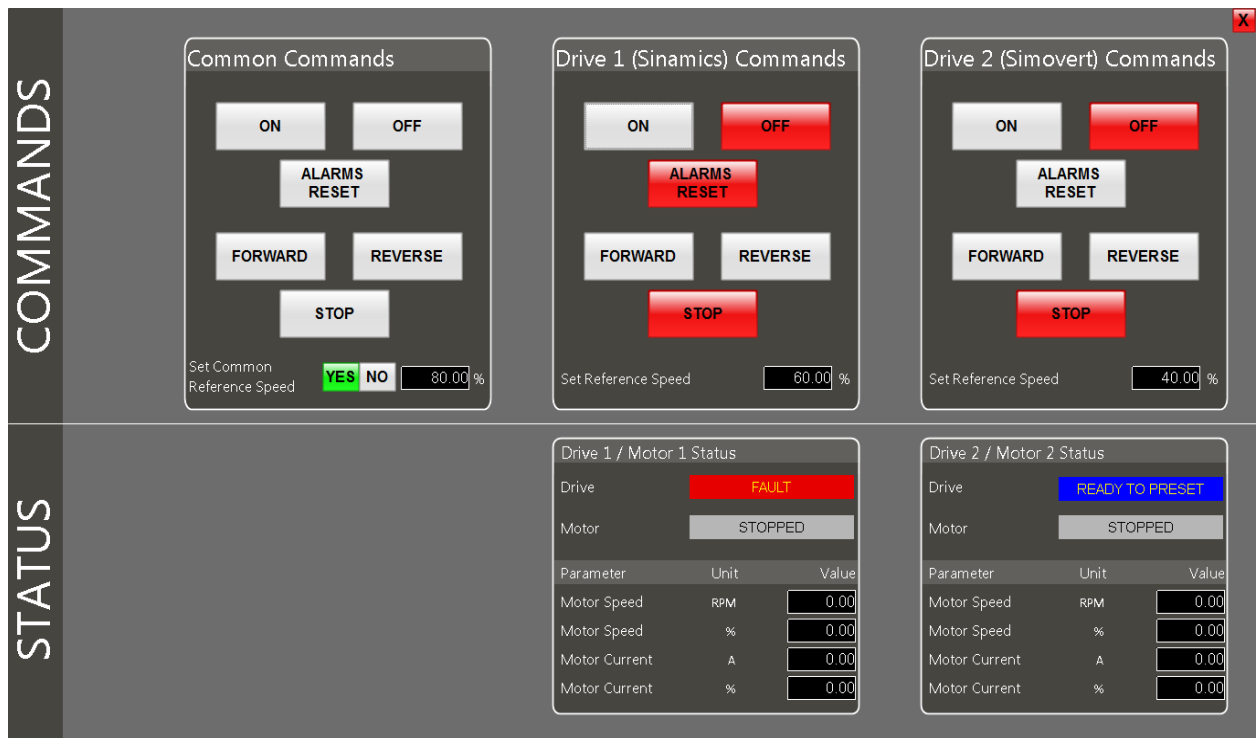 X
COMMANDS
Common Commands
ON OFF
ALARMS
RESET
FORWARD REVERSE
STOP
Set Common
Reference Speed YES NO 80.00 %
Drive 1 (Sinamics) Commands
ON OFF
ALARMS
RESET
FORWARD REVERSE
STOP
Set Reference Speed 60.00 %
Drive 2 (Simovert) Commands
ON OFF
ALARMS
RESET
FORWARD REVERSE
STOP
Set Reference Speed 40.00 %
STATUS
Drive 1 / Motor 1 Status
Drive FAULT
Motor STOPPED
Parameter Unit Value
Motor Speed RPM 0.00
Motor Speed % 0.00
Motor Current A 0.00
Motor Current % 0.00
Drive 2 / Motor 2 Status
Drive READY TO PRESET
Motor STOPPED
Parameter Unit Value
Motor Speed RPM 0.00
Motor Speed % 0.00
Motor Current A 0.00
Motor Current % 0.00